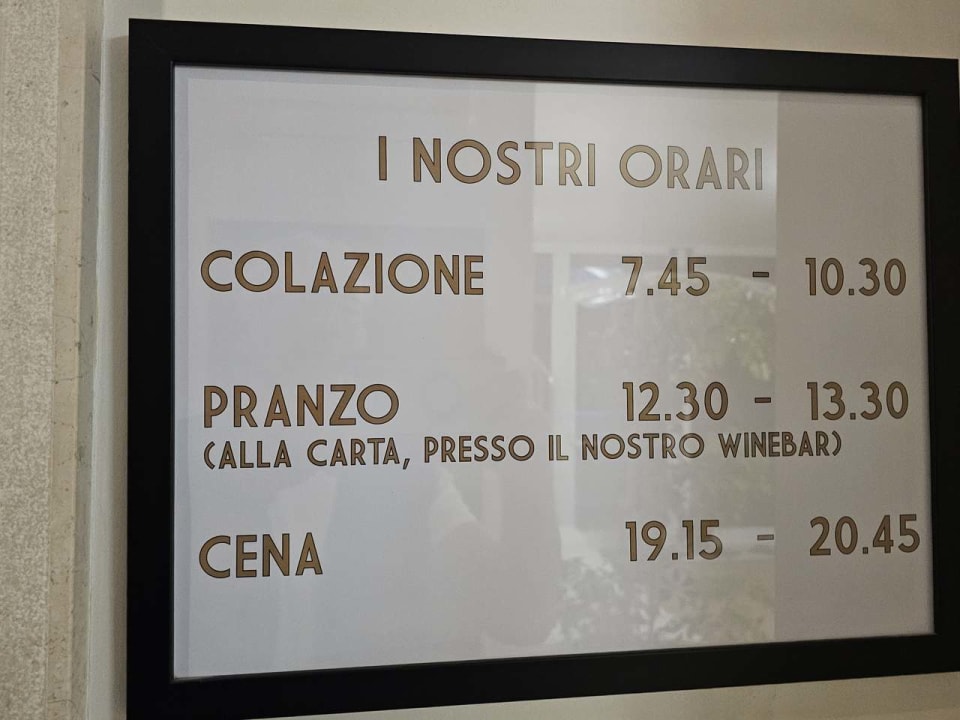 I NOSTRI ORARI
COLAZIONE 7.45 - 10.30
PRANZO 12.30 - 13.30
(ALLA CARTA, PRESSO IL NOSTRO WINEBAR)
CENA 19.15 - 20.45